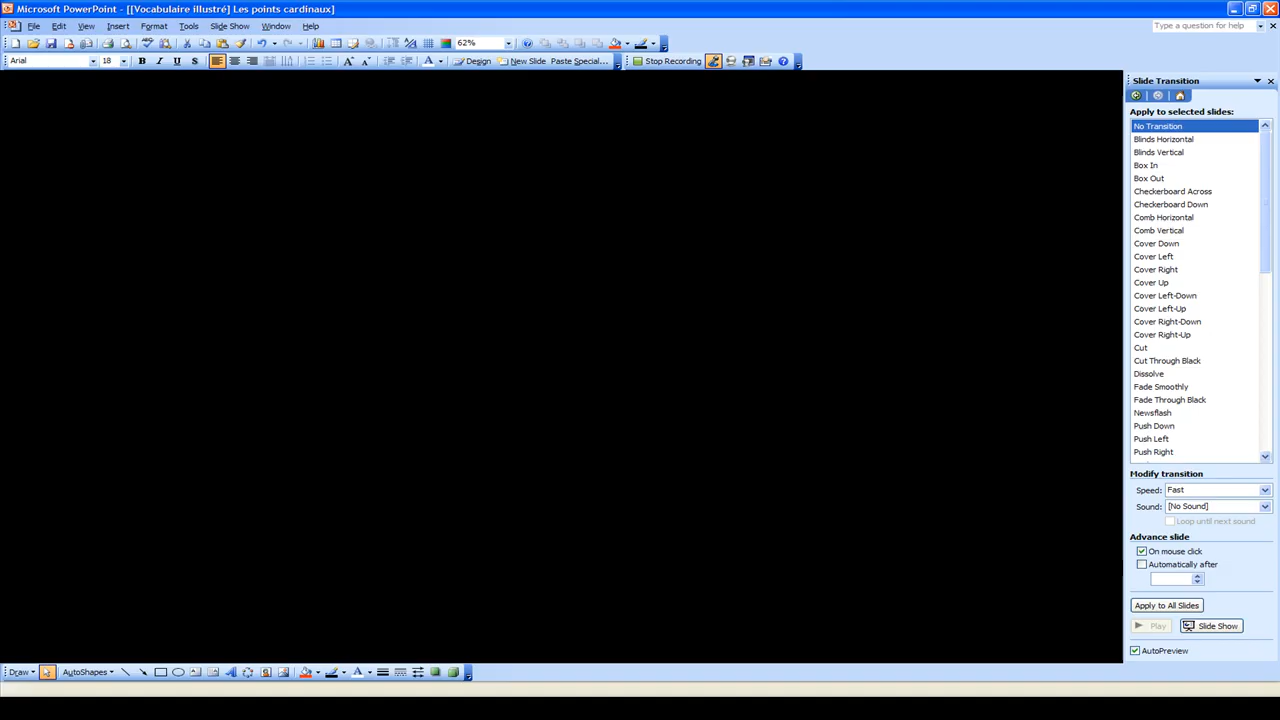 Microsoft PowerPoint - [[Vocabulaire illustré] Les points cardinaux]
File Edit View Insert Format Tools Slide Show Window Help
Type a question for help
62%
Arial 18 B I U S A Design New Slide Paste Special... Stop Recording
Slide Transition
Apply to selected slides:
No Transition
Blinds Horizontal
Blinds Vertical
Box In
Box Out
Checkerboard Across
Checkerboard Down
Comb Horizontal
Comb Vertical
Cover Down
Cover Left
Cover Right
Cover Up
Cover Left-Down
Cover Left-Up
Cover Right-Down
Cover Right-Up
Cut
Cut Through Black
Dissolve
Fade Smoothly
Fade Through Black
Newsflash
Push Down
Push Left
Push Right
Modify transition
Speed: Fast
Sound: [No Sound]
Loop until next sound
Advance slide
On mouse click
Automatically after
Apply to All Slides
Play Slide Show
AutoPreview
Draw AutoShapes